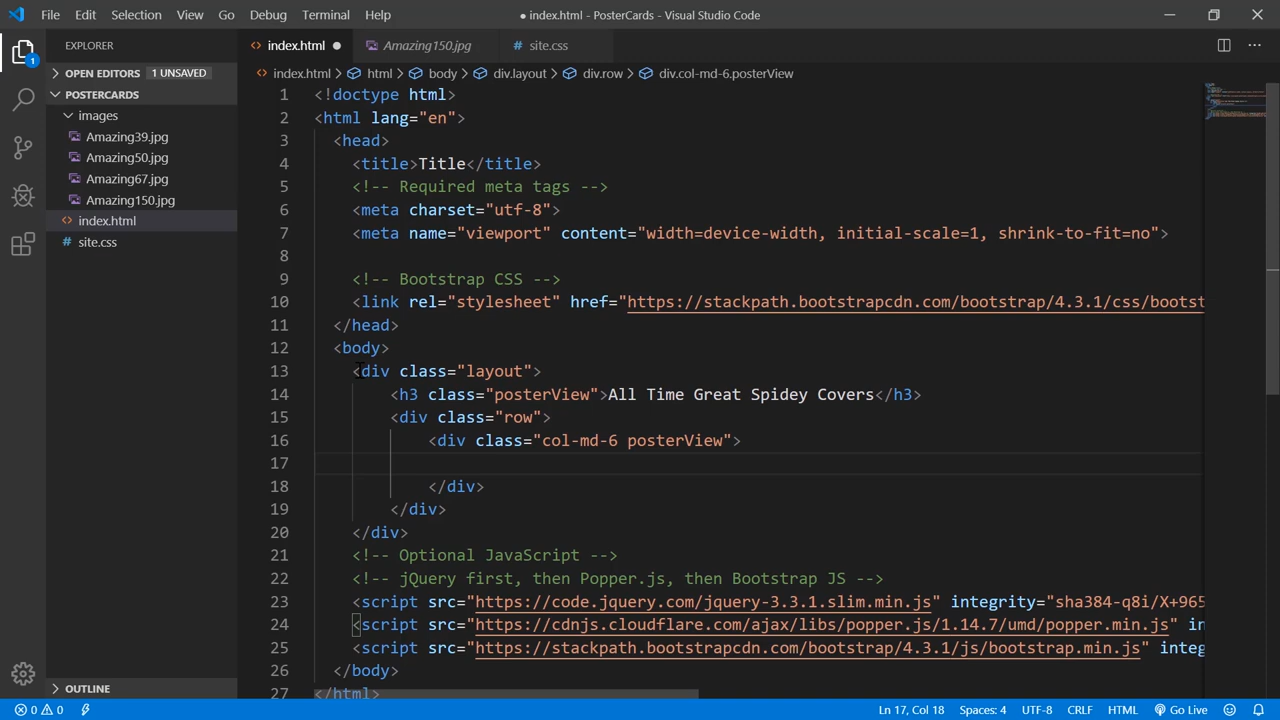 File Edit Selection View Go Debug Terminal Help ● index.html - PosterCards - Visual Studio Code
EXPLORER
index.html Amazing150.jpg site.css
1
OPEN EDITORS 1 UNSAVED
index.html > html > body > div.layout > div.row > div.col-md-6.posterView
POSTERCARDS
images
Amazing39.jpg
Amazing50.jpg
Amazing67.jpg
Amazing150.jpg
index.html
site.css
1 <!doctype html>
2 <html lang="en">
3 <head>
4 <title>Title</title>
5 <!-- Required meta tags -->
6 <meta charset="utf-8">
7 <meta name="viewport" content="width=device-width, initial-scale=1, shrink-to-fit=no">
8
9 <!-- Bootstrap CSS -->
10 <link rel="stylesheet" href="https://stackpath.bootstrapcdn.com/bootstrap/4.3.1/css/bootst
11 </head>
12 <body>
13 <div class="layout">
14 <h3 class="posterView">All Time Great Spidey Covers</h3>
15 <div class="row">
16 <div class="col-md-6 posterView">
17
18 </div>
19 </div>
20 </div>
21 <!-- Optional JavaScript -->
22 <!-- jQuery first, then Popper.js, then Bootstrap JS -->
23 <script src="https://code.jquery.com/jquery-3.3.1.slim.min.js" integrity="sha384-q8i/X+965
24 <script src="https://cdnjs.cloudflare.com/ajax/libs/popper.js/1.14.7/umd/popper.min.js" in
25 <script src="https://stackpath.bootstrapcdn.com/bootstrap/4.3.1/js/bootstrap.min.js" integ
26 </body>
27 </html>
OUTLINE
0 0 Ln 17, Col 18 Spaces: 4 UTF-8 CRLF HTML Go Live